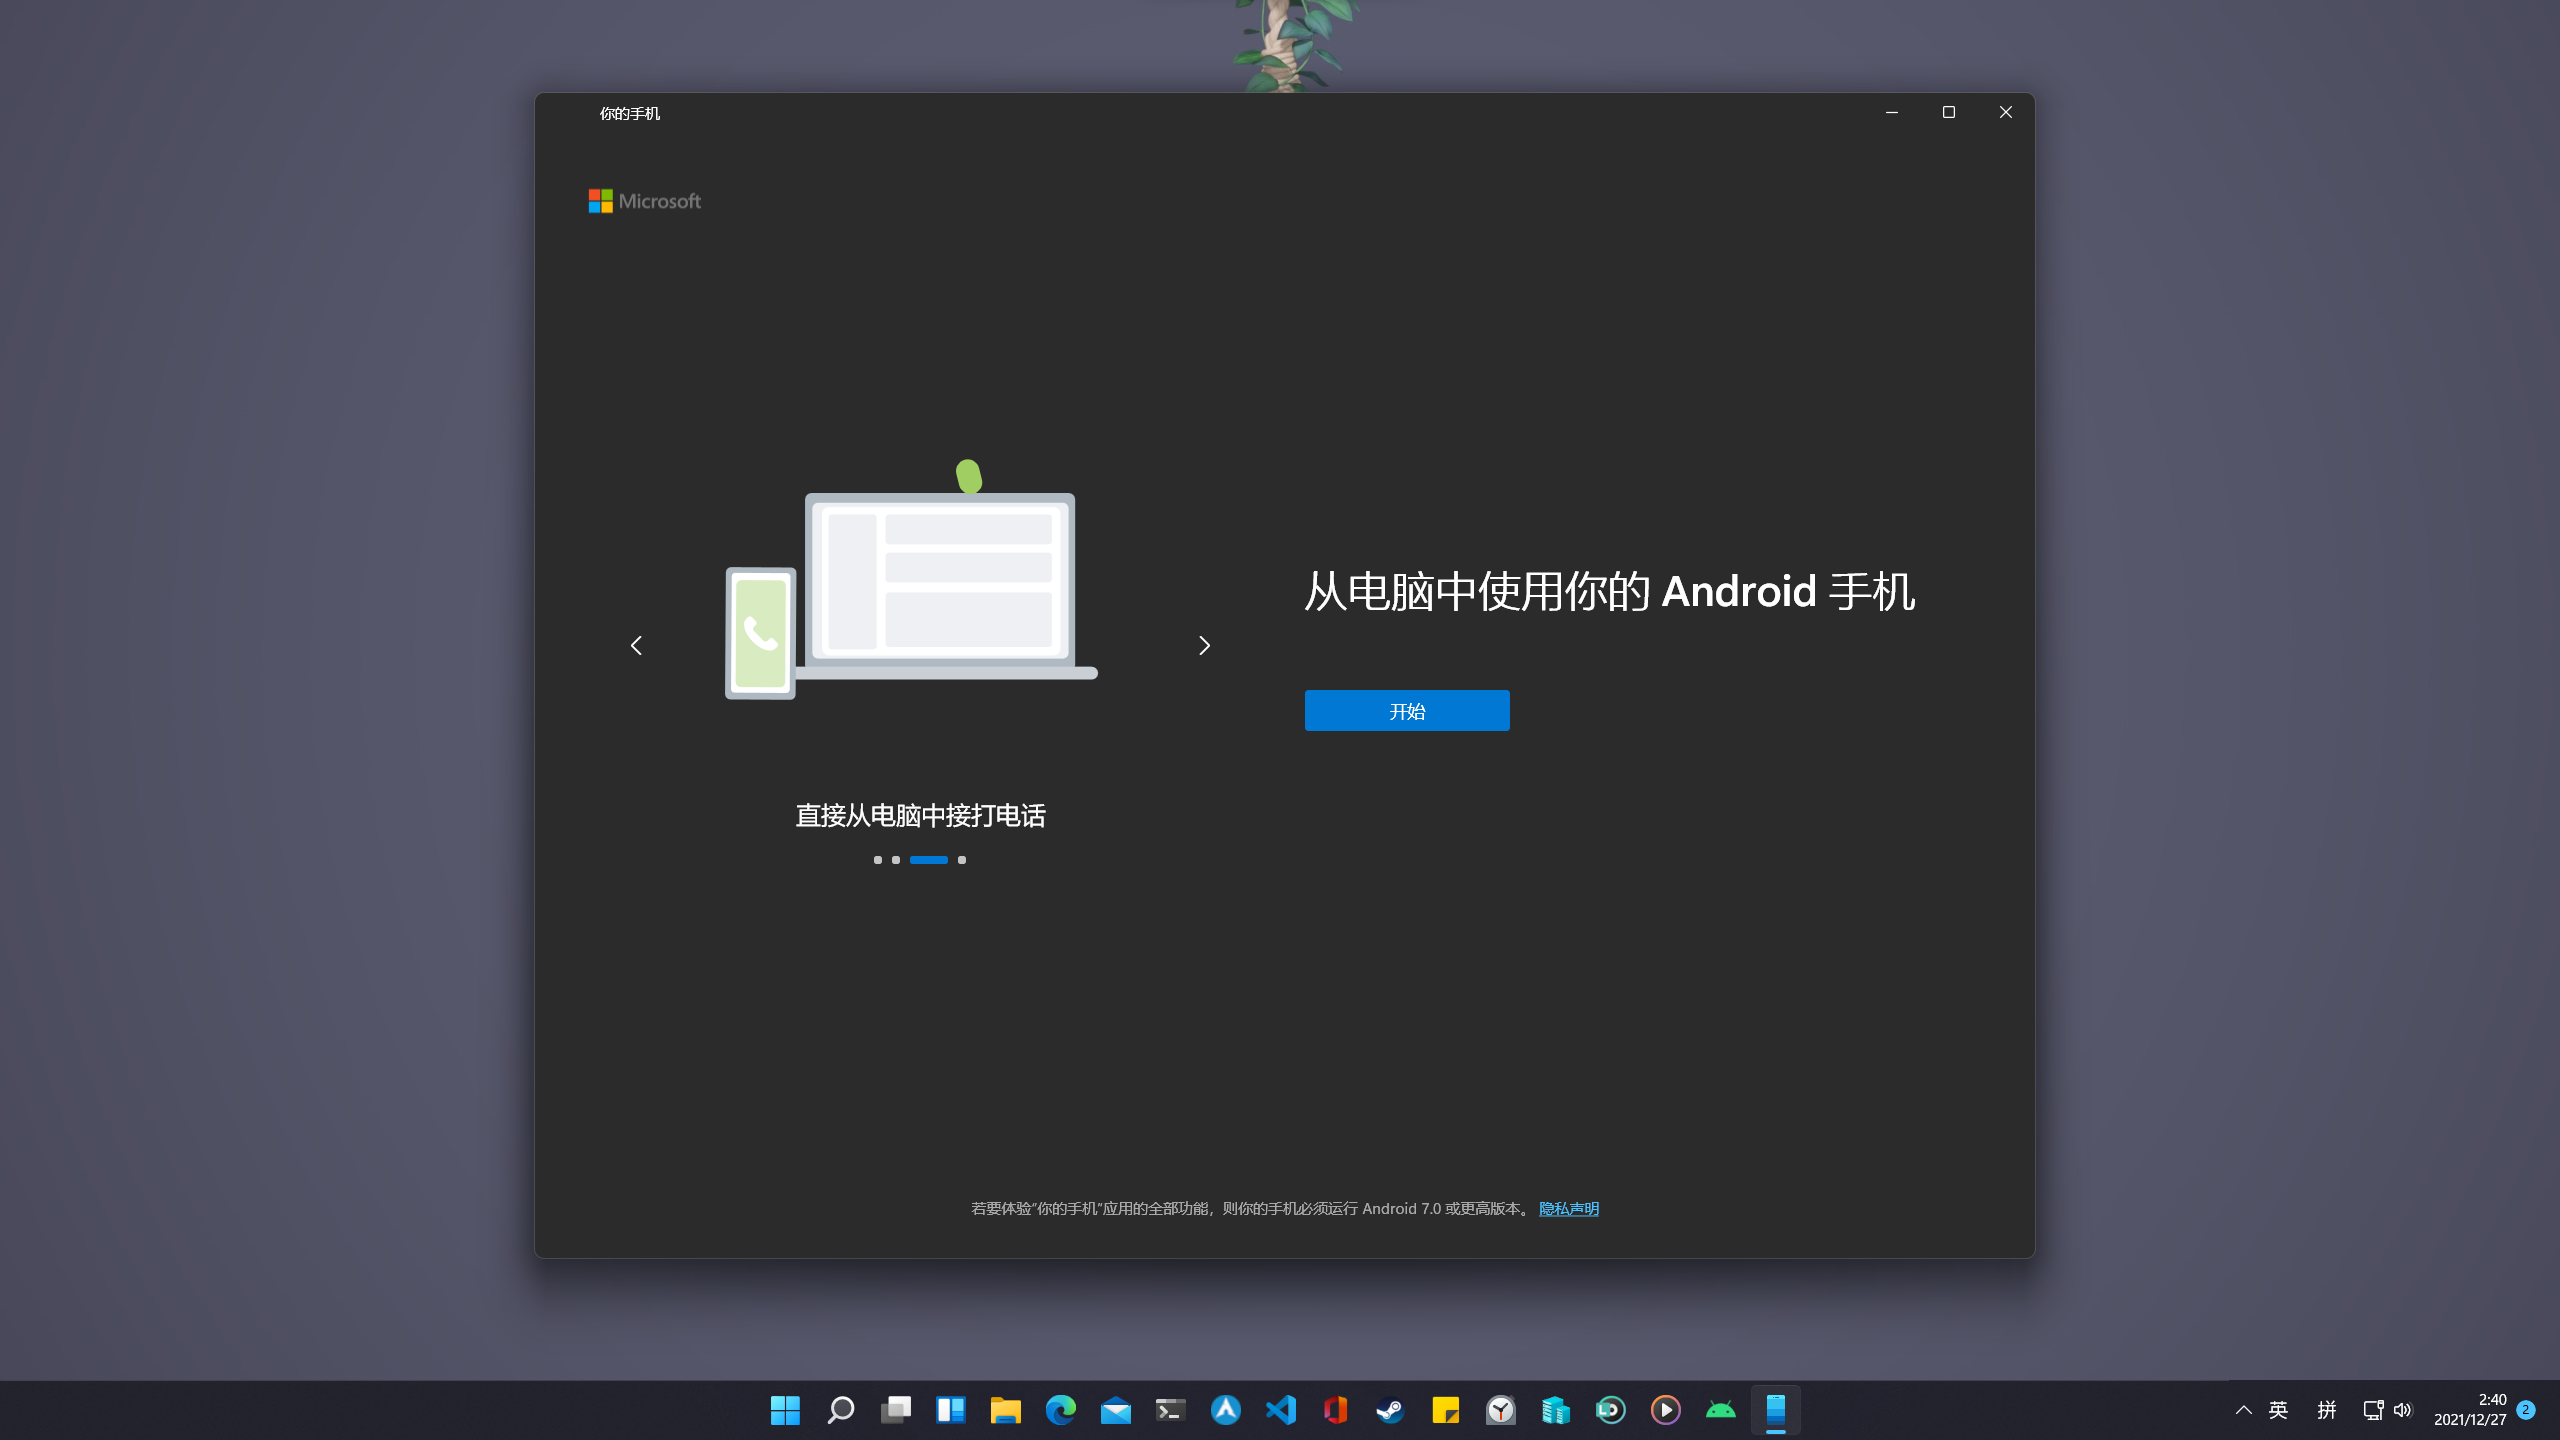 你的手机
Microsoft
从电脑中使用你的 Android 手机
开始
直接从电脑中接打电话
若要体验"你的手机"应用的全部功能，则你的手机必须运行 Android 7.0 或更高版本。 隐私声明
英 拼 2:40
2021/12/27 2